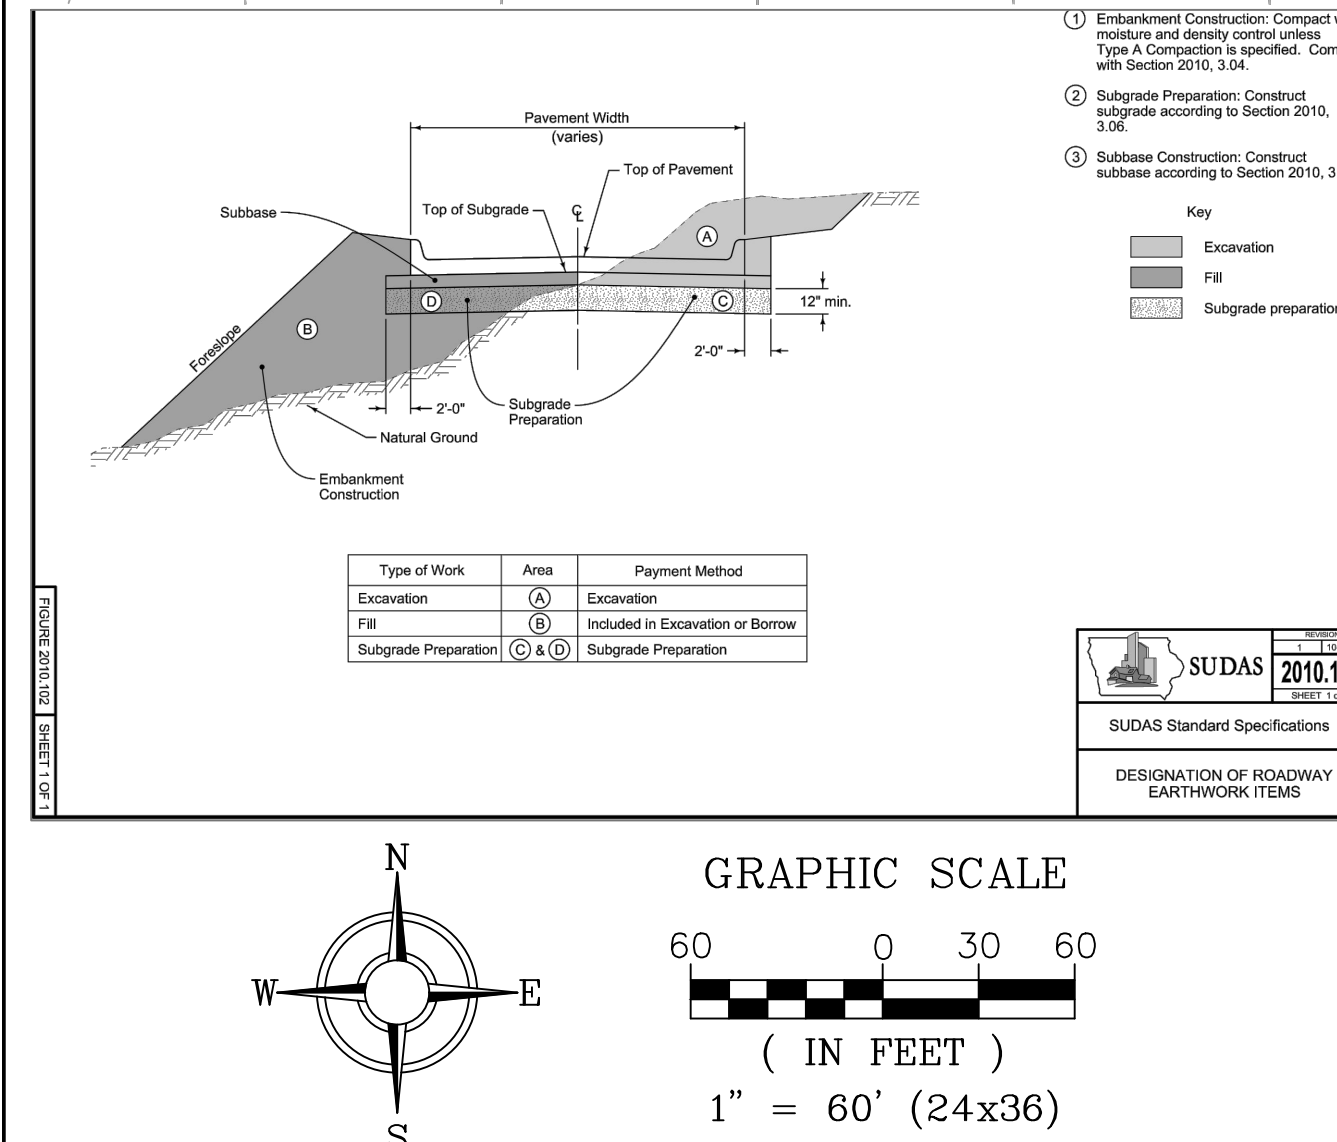 1 Embankment Construction: Compact
moisture and density control unless
Type A Compaction is specified.
with Section 2010, 3.04.
2 Subgrade Preparation: Construct
subgrade according to Section 2010,
3.06.
3 Subbase Construction: Construct
subbase according to Section 2010,
Pavement Width
(varies)
Top of Pavement
Subbase
Top of Subgrade
℄
A
Key
Excavation
Fill
Subgrade preparation
D
C
12" min.
B
Foreslope
2'-0"
2'-0"
Subgrade
Preparation
Natural Ground
Embankment
Construction
Type of Work Area Payment Method
Excavation A Excavation
Fill B Included in Excavation or Borrow
Subgrade Preparation C & D Subgrade Preparation
FIGURE 2010.102 SHEET 1 OF 1
SUDAS
REVISION
1 10
2010.1
SHEET 1
SUDAS Standard Specifications
DESIGNATION OF ROADWAY
EARTHWORK ITEMS
N
W E
S
GRAPHIC SCALE
60 0 30 60
( IN FEET )
1" = 60' (24x36)